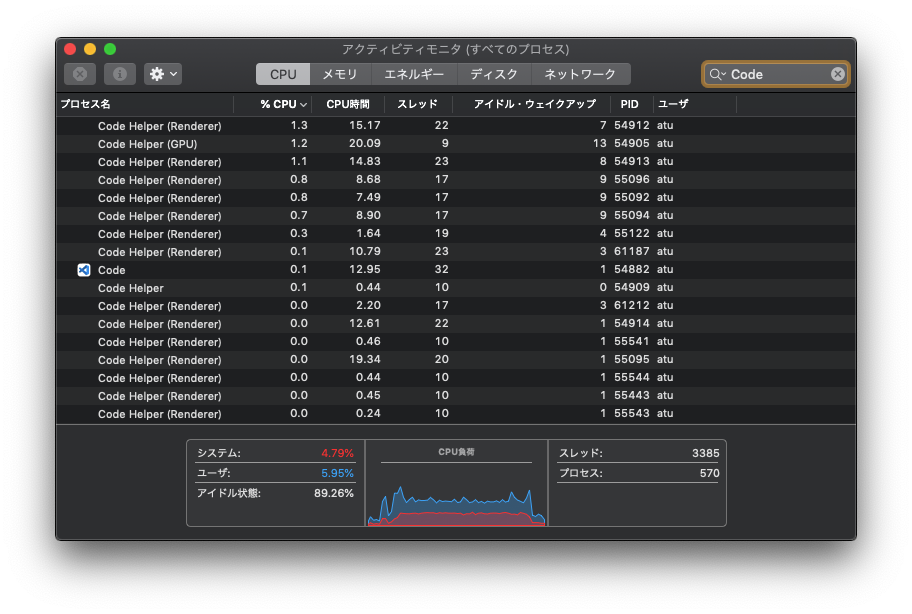 アクティビティモニタ (すべてのプロセス)
CPU メモリ エネルギー ディスク ネットワーク Code
プロセス名 % CPU CPU時間 スレッド アイドル・ウェイクアップ PID ユーザ
Code Helper (Renderer) 1.3 15.17 22 7 54912 atu
Code Helper (GPU) 1.2 20.09 9 13 54905 atu
Code Helper (Renderer) 1.1 14.83 23 8 54913 atu
Code Helper (Renderer) 0.8 8.68 17 9 55096 atu
Code Helper (Renderer) 0.8 7.49 17 9 55092 atu
Code Helper (Renderer) 0.7 8.90 17 9 55094 atu
Code Helper (Renderer) 0.3 1.64 19 4 55122 atu
Code Helper (Renderer) 0.1 10.79 23 3 61187 atu
Code 0.1 12.95 32 1 54882 atu
Code Helper 0.1 0.44 10 0 54909 atu
Code Helper (Renderer) 0.0 2.20 17 3 61212 atu
Code Helper (Renderer) 0.0 12.61 22 1 54914 atu
Code Helper (Renderer) 0.0 0.46 10 1 55541 atu
Code Helper (Renderer) 0.0 19.34 20 1 55095 atu
Code Helper (Renderer) 0.0 0.44 10 1 55544 atu
Code Helper (Renderer) 0.0 0.45 10 1 55443 atu
Code Helper (Renderer) 0.0 0.24 10 1 55543 atu
システム: 4.79% CPU負荷 スレッド: 3385
ユーザ: 5.95% プロセス: 570
アイドル状態: 89.26%